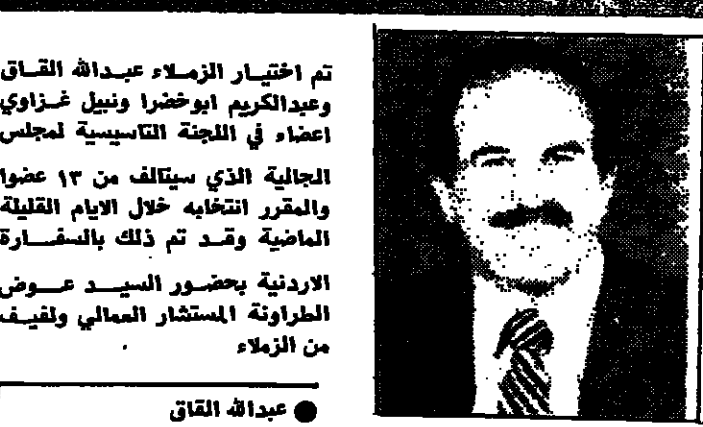 تم اختيار الزملاء عبدالله القاق
وعبدالكريم ابوخضرا ونبيل غزاوي
اعضاء في اللجنة التاسيسية لمجلس
الجالية الذي سيتالف من ١٣ عضوا
والمقرر انتخابه خلال الايام القليلة
الماضية وقد تم ذلك بالسفارة
الاردنية بحضور السيد عوض
الطراونة المستشار العمالي ولفيف
من الزملاء
● عبدالله القاق